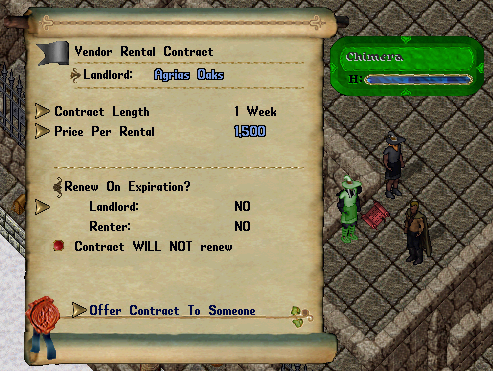 Vendor Rental Contract
Landlord: Agrias Oaks
Contract Length 1 Week
Price Per Rental 1,500
Renew On Expiration?
Landlord: NO
Renter: NO
Contract WILL NOT renew
Offer Contract To Someone
Chimera
H: